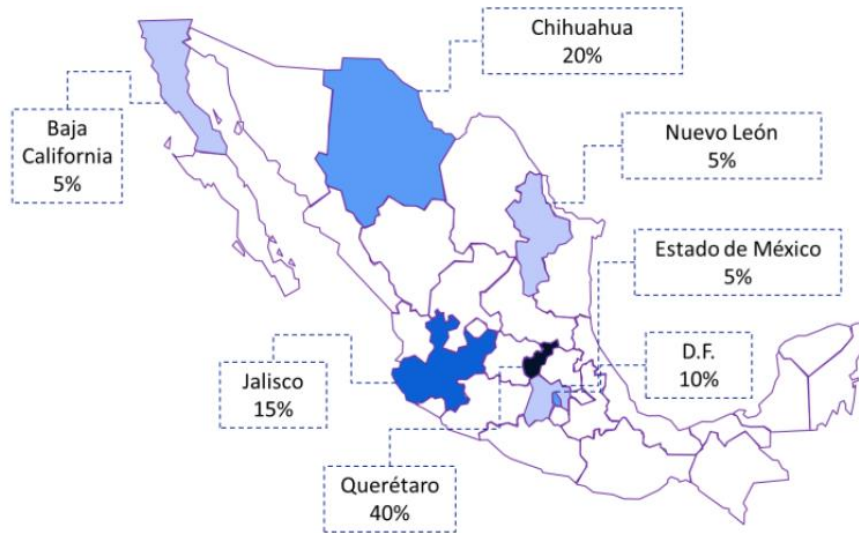 Chihuahua
20%
Baja
California
5%
Nuevo León
5%
Estado de México
5%
D.F.
10%
Jalisco
15%
Querétaro
40%